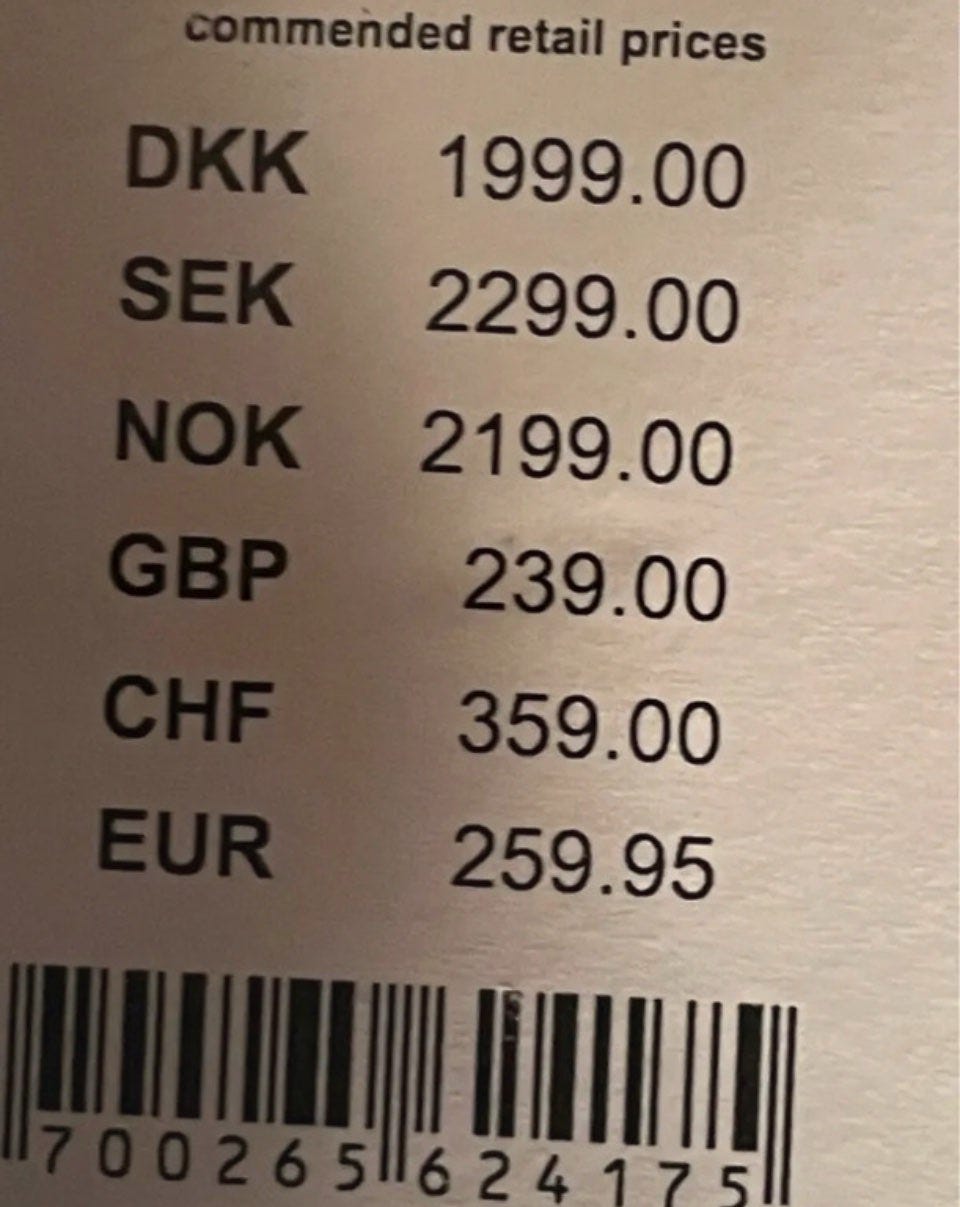 commended retail prices
DKK 1999.00
SEK 2299.00
NOK 2199.00
GBP 239.00
CHF 359.00
EUR 259.95
700265 624175